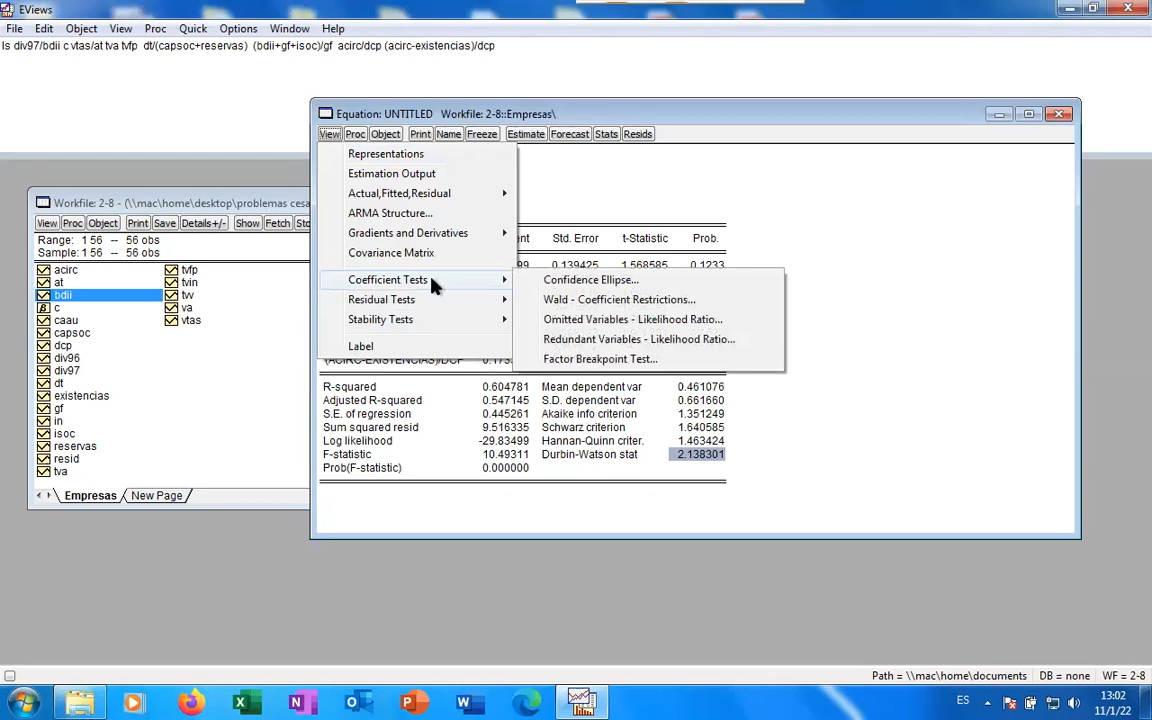 EViews
File Edit Object View Proc Quick Options Window Help
ls div97/bdii c vtas/at tva tvfp dt/(capsoc+reservas) (bdii+gf+isoc)/gf acirc/dcp (acirc-existencias)/dcp
Equation: UNTITLED Workfile: 2-8::Empresas\
View Proc Object Print Name Freeze Estimate Forecast Stats Resids
Representations
Estimation Output
Actual,Fitted,Residual
ARMA Structure...
Gradients and Derivatives
Covariance Matrix
Coefficient Tests
Residual Tests
Stability Tests
Label
Confidence Ellipse...
Wald - Coefficient Restrictions...
Omitted Variables - Likelihood Ratio...
Redundant Variables - Likelihood Ratio...
Factor Breakpoint Test...
Std. Error t-Statistic Prob.
0.139425 1.568585 0.1233
R-squared 0.604781 Mean dependent var 0.461076
Adjusted R-squared 0.547145 S.D. dependent var 0.661660
S.E. of regression 0.445261 Akaike info criterion 1.351249
Sum squared resid 9.516335 Schwarz criterion 1.640585
Log likelihood -29.83499 Hannan-Quinn criter. 1.463424
F-statistic 10.49311 Durbin-Watson stat 2.138301
Prob(F-statistic) 0.000000
Workfile: 2-8 - (\\mac\home\desktop\problemas cesa
View Proc Object Print Save Details+/- Show Fetch
Range: 1 56 -- 56 obs
Sample: 1 56 -- 56 obs
acirc
at
bdii
c
caau
capsoc
dcp
div96
div97
dt
existencias
gf
in
isoc
reservas
resid
tva
tvfp
tvin
tvv
va
vtas
Empresas New Page
Path = \\mac\home\documents DB = none WF = 2-8
ES 13:02
11/1/22